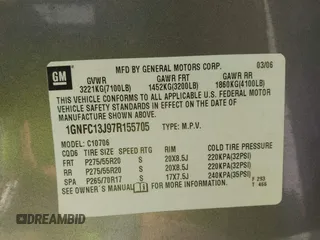 GM
MFD BY GENERAL MOTORS CORP. 03/06
GVWR GAWR FRT GAWR RR
3221KG(7100LB) 1452KG(3200LB) 1860KG(4100LB)
THIS VEHICLE CONFORMS TO ALL APPLICABLE U.S. FEDERAL MOTOR
VEHICLE SAFETY STANDARDS IN EFFECT ON THE DATE OF
MANUFACTURE SHOWN ABOVE.
1GNFC13J97R155705 TYPE: M.P.V.
MODEL: C10706 COLD TIRE PRESSURE
CQD6 TIRE SIZE SPEED RTG RIM
FRT P275/55R20 S 20X8.5J 220KPA(32PSI)
RR P275/55R20 S 20X8.5J 220KPA(32PSI)
SPA P265/70R17 S 17X7.5J 240KPA(35PSI)
SEE OWNER'S MANUAL FOR ADDITIONAL INFORMATION.
F 293
T 466
© DREAMBID